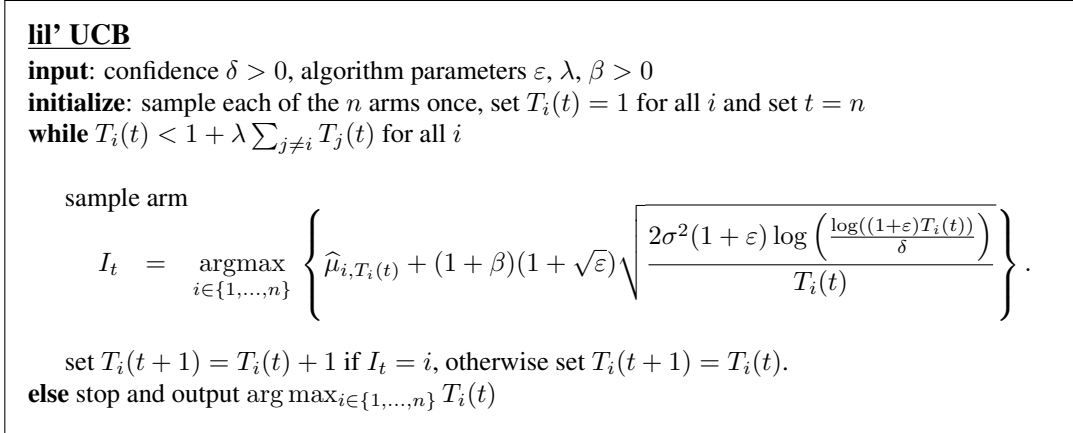 lil’ UCB
input: confidence δ > 0, algorithm parameters ε, λ, β > 0
initialize: sample each of the n arms once, set T_i(t) = 1 for all i and set t = n
while T_i(t) < 1 + λ ∑_{j≠i} T_j(t) for all i
sample arm
I_t = argmax_{i∈{1,...,n}} { μ̂_{i,T_i(t)} + (1 + β)(1 + √ε) √( 2σ²(1 + ε) log( log((1+ε)T_i(t)) / δ ) / T_i(t) ) } .
set T_i(t + 1) = T_i(t) + 1 if I_t = i, otherwise set T_i(t + 1) = T_i(t).
else stop and output arg max_{i∈{1,...,n}} T_i(t)